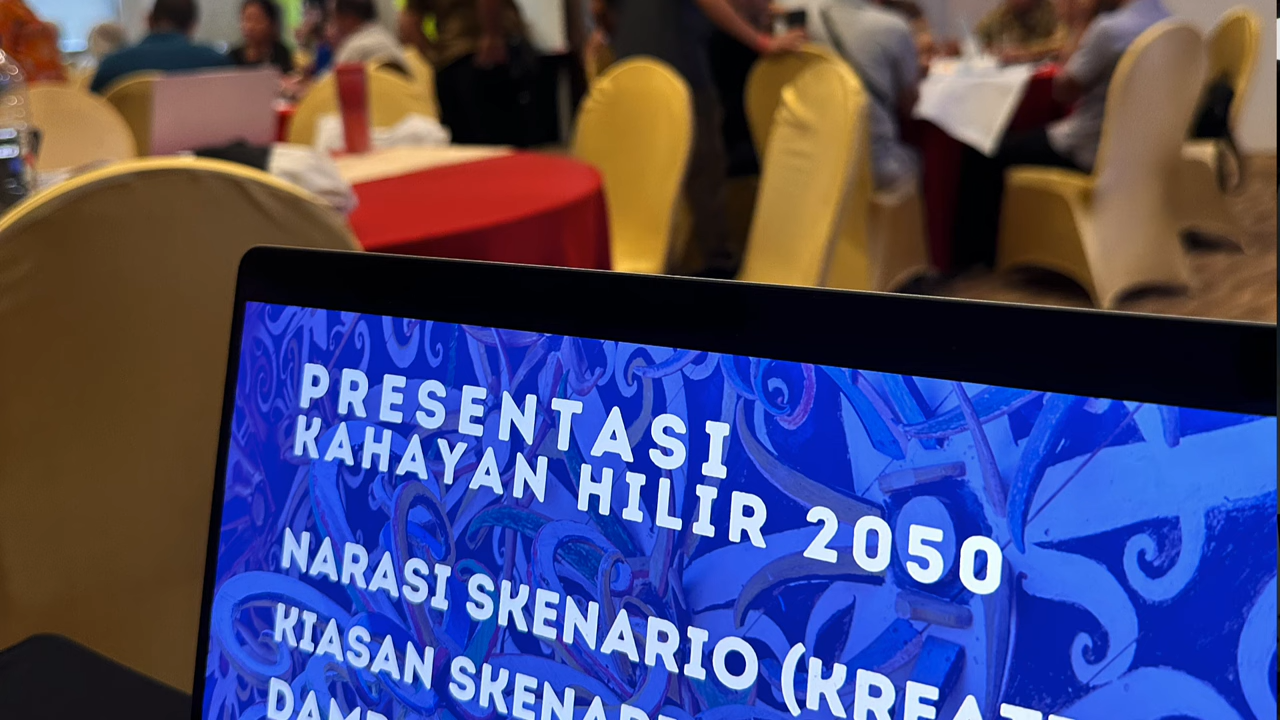 PRESENTASI
KAHAYAN HILIR 2050
NARASI SKENARIO
KIASAN